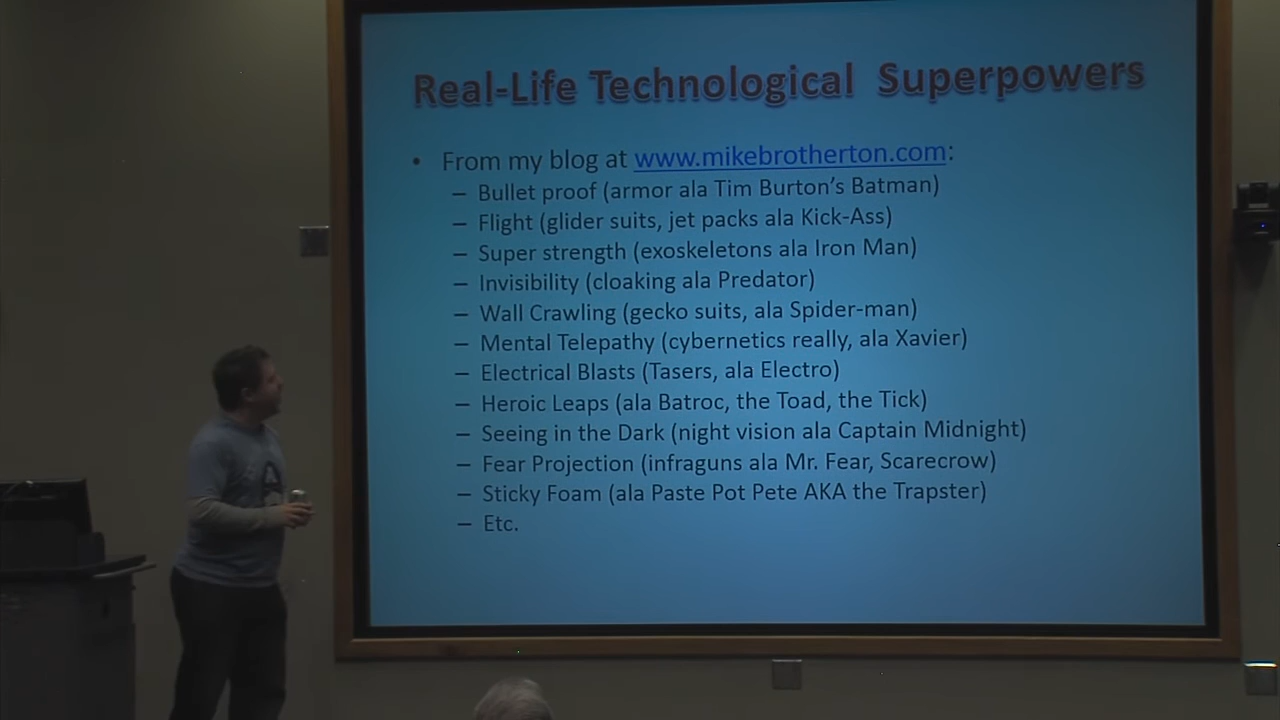 Real-Life Technological Superpowers
• From my blog at www.mikebrotherton.com:
– Bullet proof (armor ala Tim Burton's Batman)
– Flight (glider suits, jet packs ala Kick-Ass)
– Super strength (exoskeletons ala Iron Man)
– Invisibility (cloaking ala Predator)
– Wall Crawling (gecko suits, ala Spider-man)
– Mental Telepathy (cybernetics really, ala Xavier)
– Electrical Blasts (Tasers, ala Electro)
– Heroic Leaps (ala Batroc, the Toad, the Tick)
– Seeing in the Dark (night vision ala Captain Midnight)
– Fear Projection (infraguns ala Mr. Fear, Scarecrow)
– Sticky Foam (ala Paste Pot Pete AKA the Trapster)
– Etc.